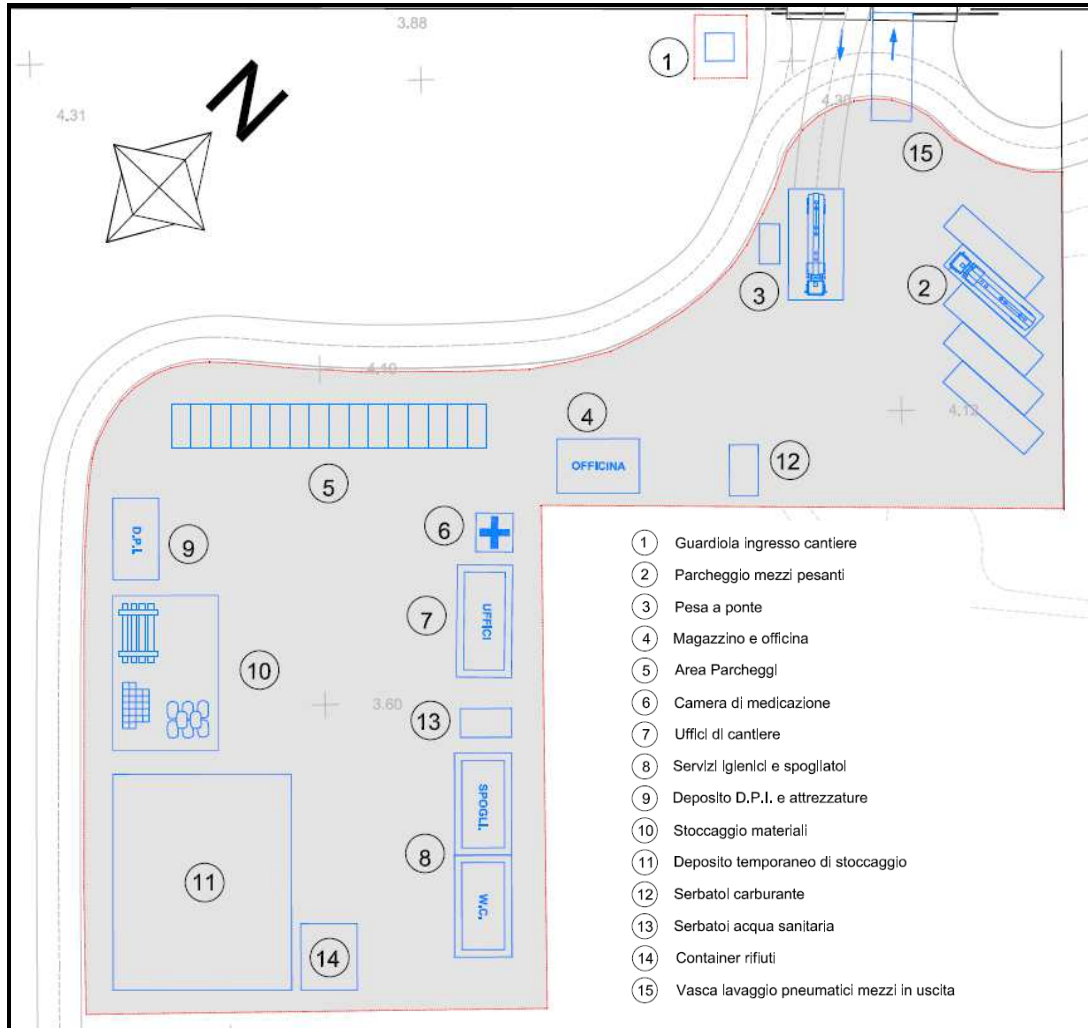 3.88
1
N
4.31
4.30
15
3
2
4.10
4
4.12
OFFICINA
12
5
6
D.P.I.
9
UFFICI
7
10
3.60
13
SPOGLI.
8
11
W.C.
14
1 Guardiola ingresso cantiere
2 Parcheggio mezzi pesanti
3 Pesa a ponte
4 Magazzino e officina
5 Area Parcheggi
6 Camera di medicazione
7 Uffici di cantiere
8 Servizi igienici e spogliatoi
9 Deposito D.P.I. e attrezzature
10 Stoccaggio materiali
11 Deposito temporaneo di stoccaggio
12 Serbatoi carburante
13 Serbatoi acqua sanitaria
14 Container rifiuti
15 Vasca lavaggio pneumatici mezzi in uscita